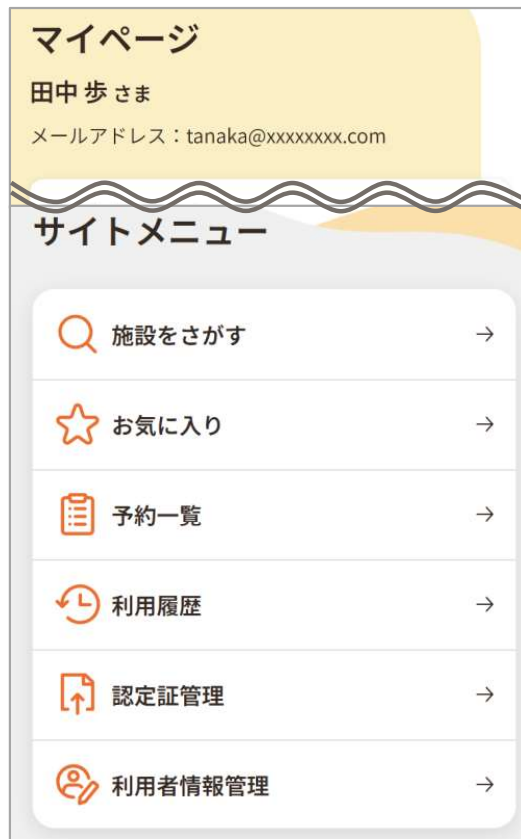 マイページ
田中 歩 さま
メールアドレス：tanaka@xxxxxxxx.com
サイトメニュー
施設をさがす
お気に入り
予約一覧
利用履歴
認定証管理
利用者情報管理